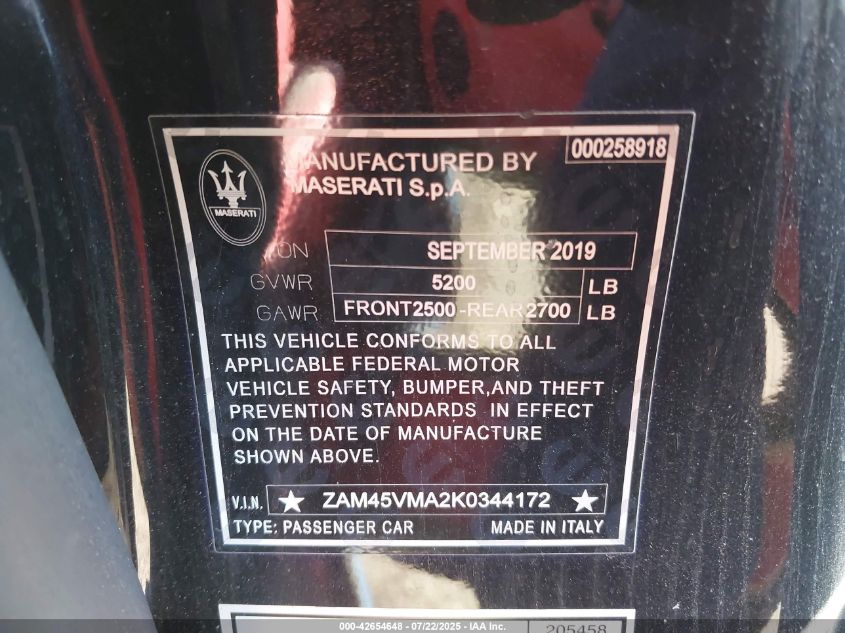 000258918
MANUFACTURED BY
MASERATI S.p.A.
MASERATI
ON SEPTEMBER 2019
GVWR 5200 LB
GAWR FRONT2500-REAR2700 LB
THIS VEHICLE CONFORMS TO ALL
APPLICABLE FEDERAL MOTOR
VEHICLE SAFETY, BUMPER,AND THEFT
PREVENTION STANDARDS IN EFFECT
ON THE DATE OF MANUFACTURE
SHOWN ABOVE.
V.I.N. ★ ZAM45VMA2K0344172 ★
TYPE: PASSENGER CAR MADE IN ITALY
205458
000-42654648 - 07/22/2025 - IAA Inc.